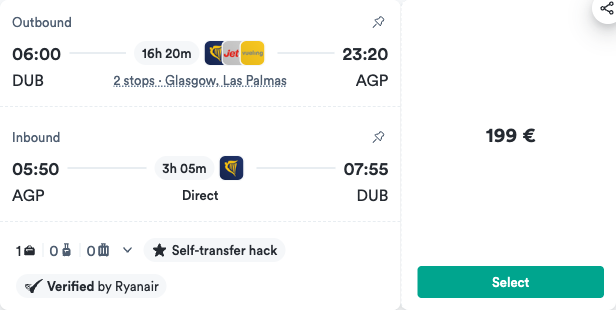 Outbound
06:00 16h 20m Jet vueling 23:20
DUB 2 stops · Glasgow, Las Palmas AGP
Inbound
05:50 3h 05m 07:55
AGP Direct DUB
1 0 0 Self-transfer hack
Verified by Ryanair
199 €
Select